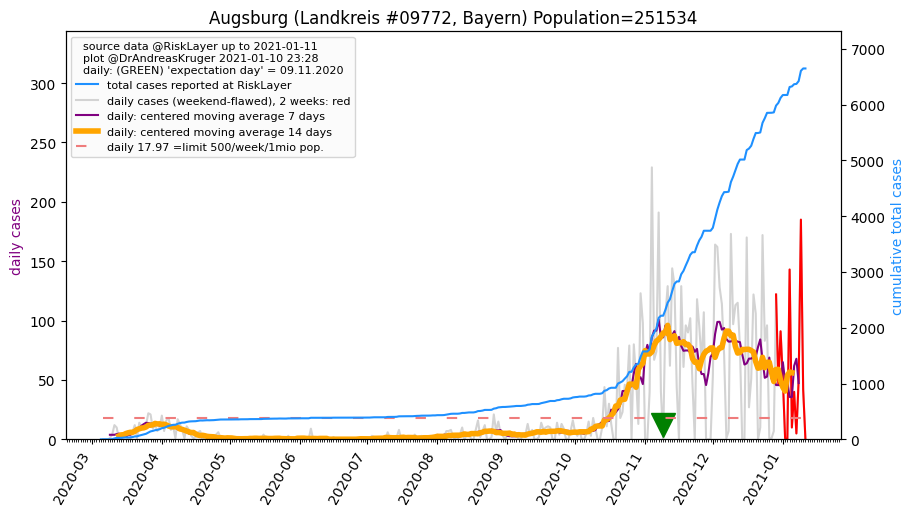 Augsburg (Landkreis #09772, Bayern) Population=251534
source data @RiskLayer up to 2021-01-11
plot @DrAndreasKruger 2021-01-10 23:28
daily: (GREEN) 'expectation day' = 09.11.2020
total cases reported at RiskLayer
daily cases (weekend-flawed), 2 weeks: red
daily: centered moving average 7 days
daily: centered moving average 14 days
daily 17.97 =limit 500/week/1mio pop.
daily cases
300
250
200
150
100
50
0
cumulative total cases
7000
6000
5000
4000
3000
2000
1000
0
2020-03
2020-04
2020-05
2020-06
2020-07
2020-08
2020-09
2020-10
2020-11
2020-12
2021-01